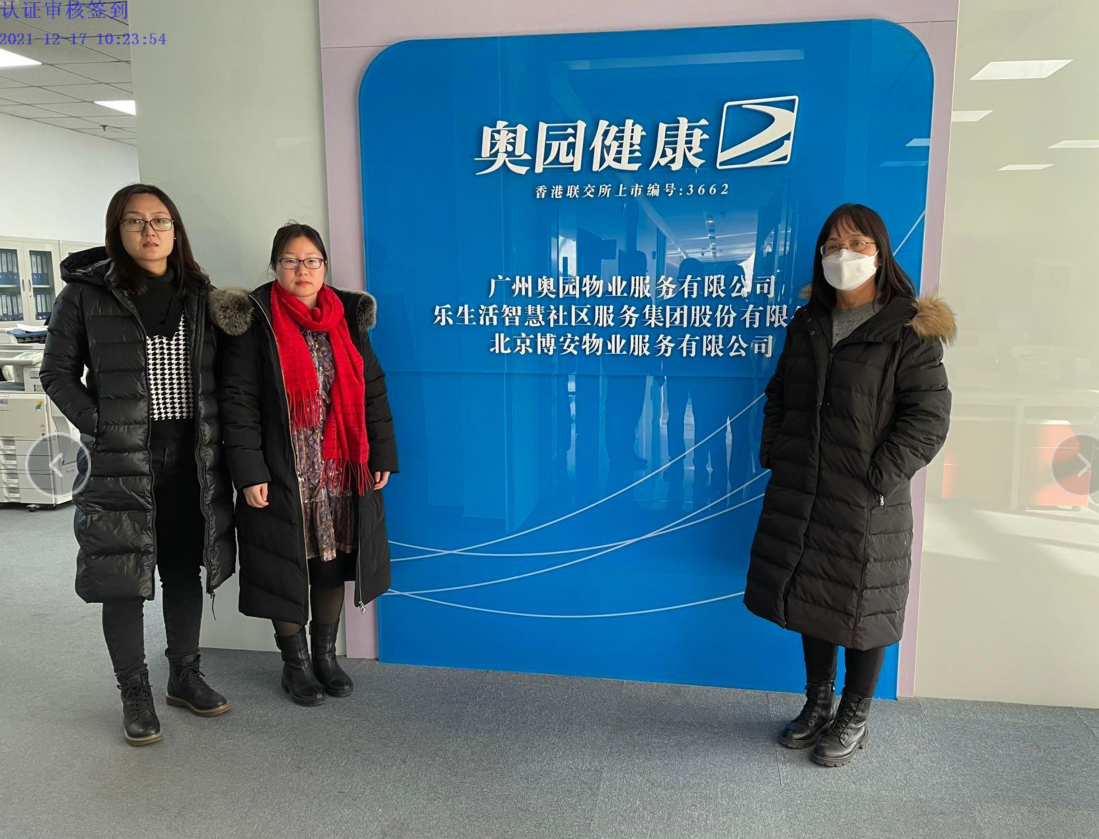 认证审核签到
2021-12-17 10:23:54
奥园健康
香港联交所上市编号:3662
广州奥园物业服务有限公司
乐生活智慧社区服务集团股份有限
北京博安物业服务有限公司